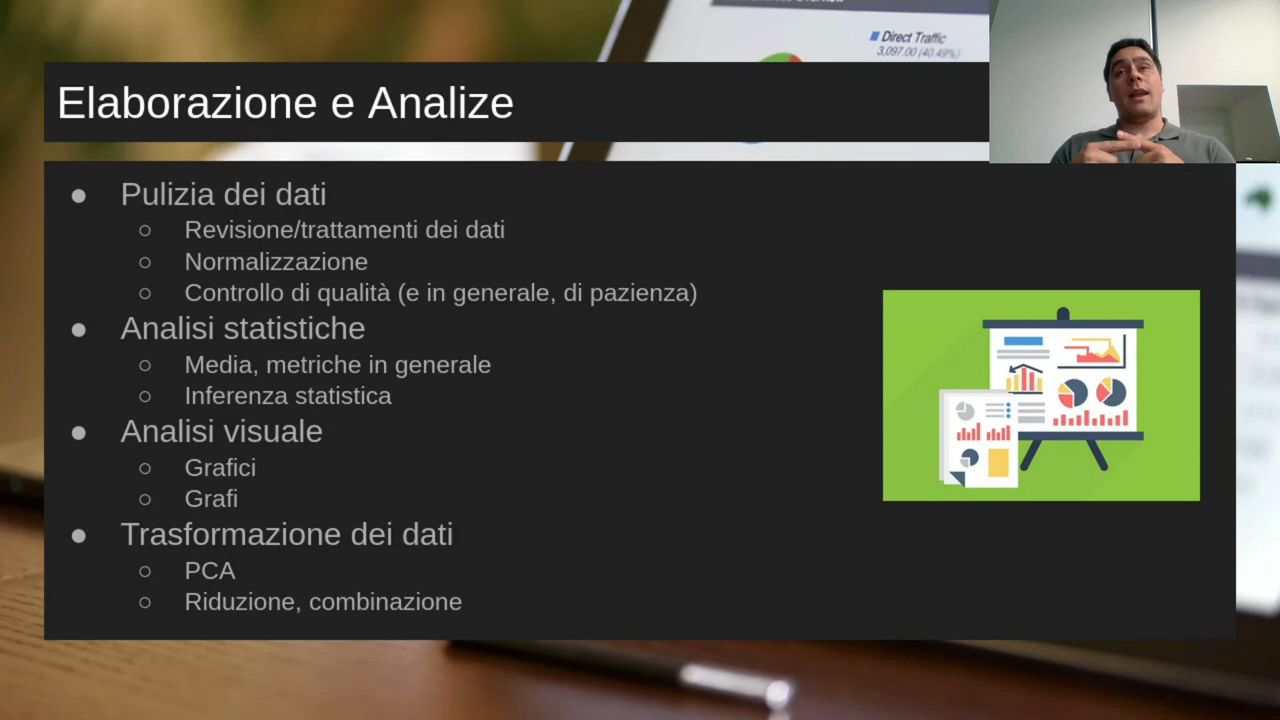 Direct Traffic
3,097.00 (40.49%)
Elaborazione e Analize
● Pulizia dei dati
○ Revisione/trattamenti dei dati
○ Normalizzazione
○ Controllo di qualità (e in generale, di pazienza)
● Analisi statistiche
○ Media, metriche in generale
○ Inferenza statistica
● Analisi visuale
○ Grafici
○ Grafi
● Trasformazione dei dati
○ PCA
○ Riduzione, combinazione